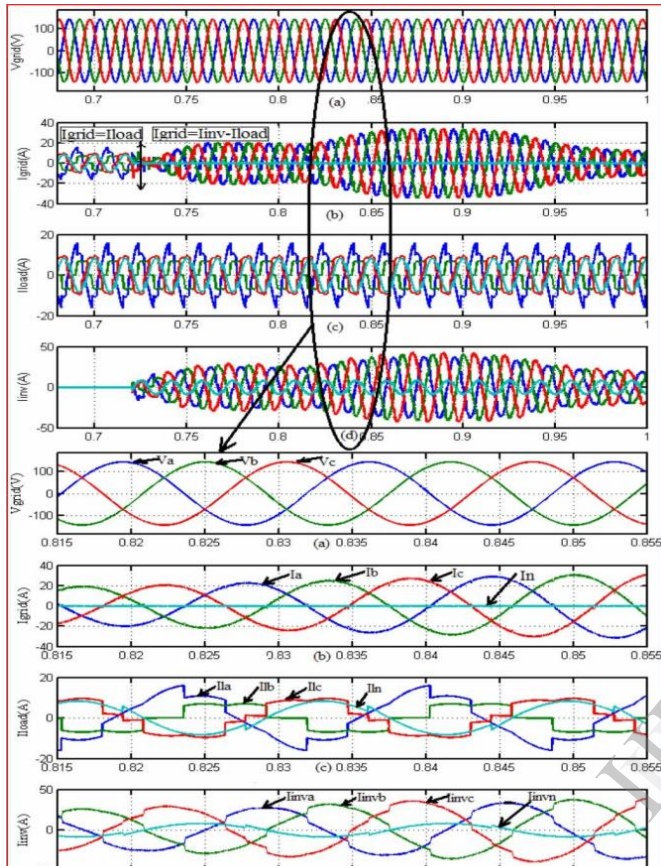 Vgrid(V)
100
0
-100
0.7 0.75 0.8 0.85 0.9 0.95 1
(a)
Igrid=Iload Igrid=Iinv-Iload
Igrid(A)
40
20
0
-20
-40
0.7 0.75 0.8 0.85 0.9 0.95 1
(b)
Iload(A)
20
0
-20
0.7 0.75 0.8 0.85 0.9 0.95 1
(c)
Iinv(A)
50
0
-50
0.7 0.75 0.8 0.85 0.9 0.95 1
(d)
Vgrid(V)
100
0
-100
Va Vb Vc
0.815 0.82 0.825 0.83 0.835 0.84 0.845 0.85 0.855
(a)
Igrid(A)
40
20
0
-20
-40
Ia Ib Ic In
0.815 0.82 0.825 0.83 0.835 0.84 0.845 0.85 0.855
(b)
Iload(A)
20
0
-20
Ila Ilb Ilc Iln
0.815 0.82 0.825 0.83 0.835 0.84 0.845 0.85 0.855
(c)
Iinv(A)
50
0
Iinva Iinvb Iinvc Iinvn